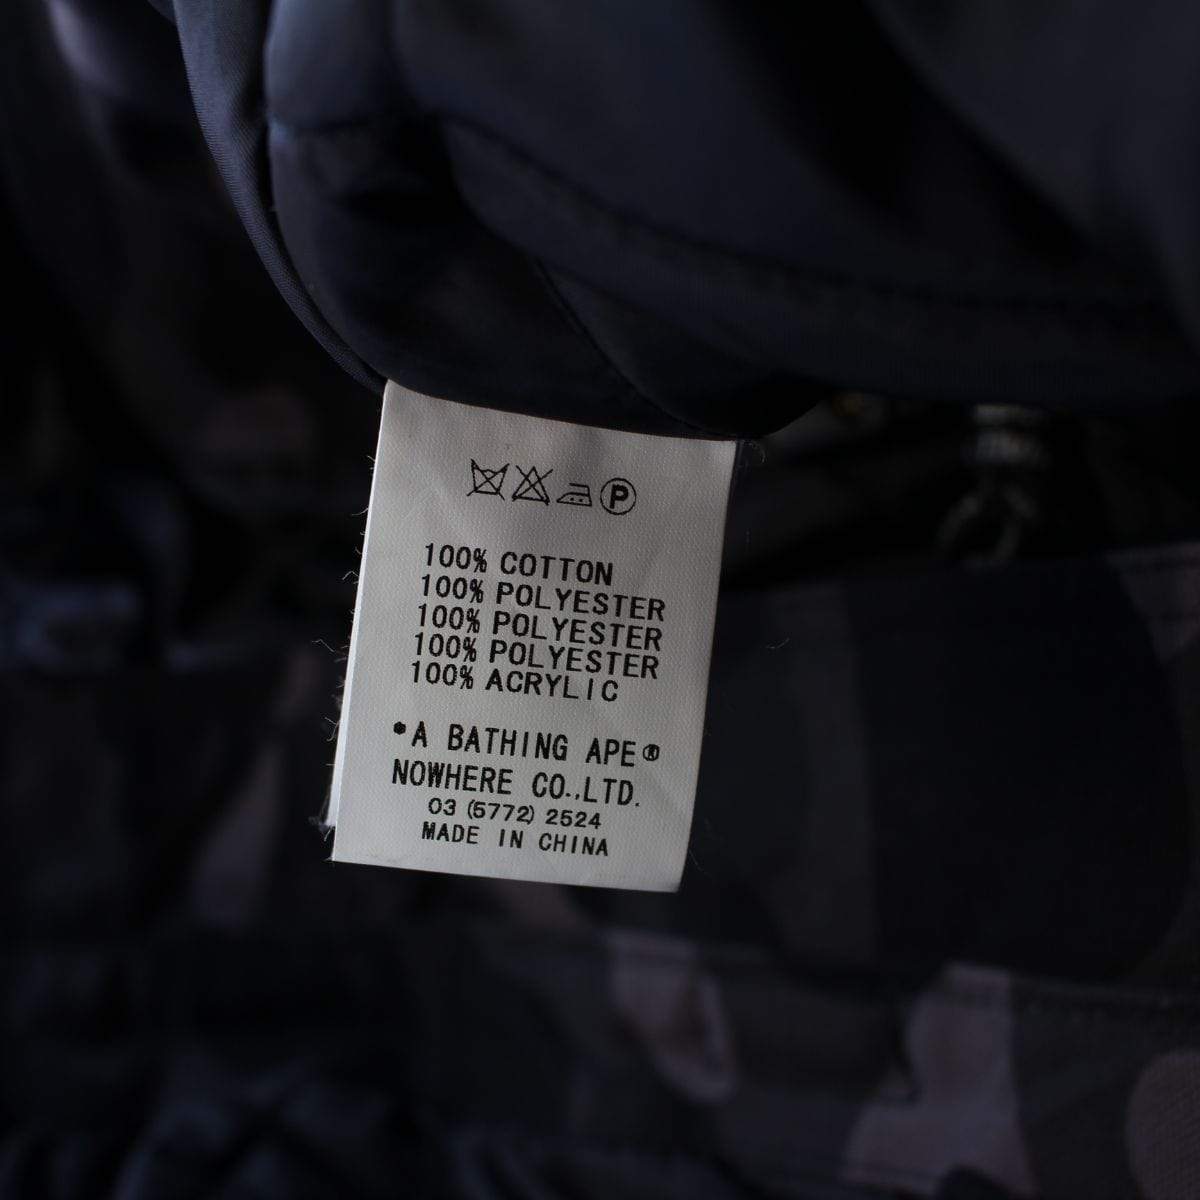 P
100% COTTON
100% POLYESTER
100% POLYESTER
100% POLYESTER
100% ACRYLIC
•A BATHING APE®
NOWHERE CO.,LTD.
03 (5772) 2524
MADE IN CHINA